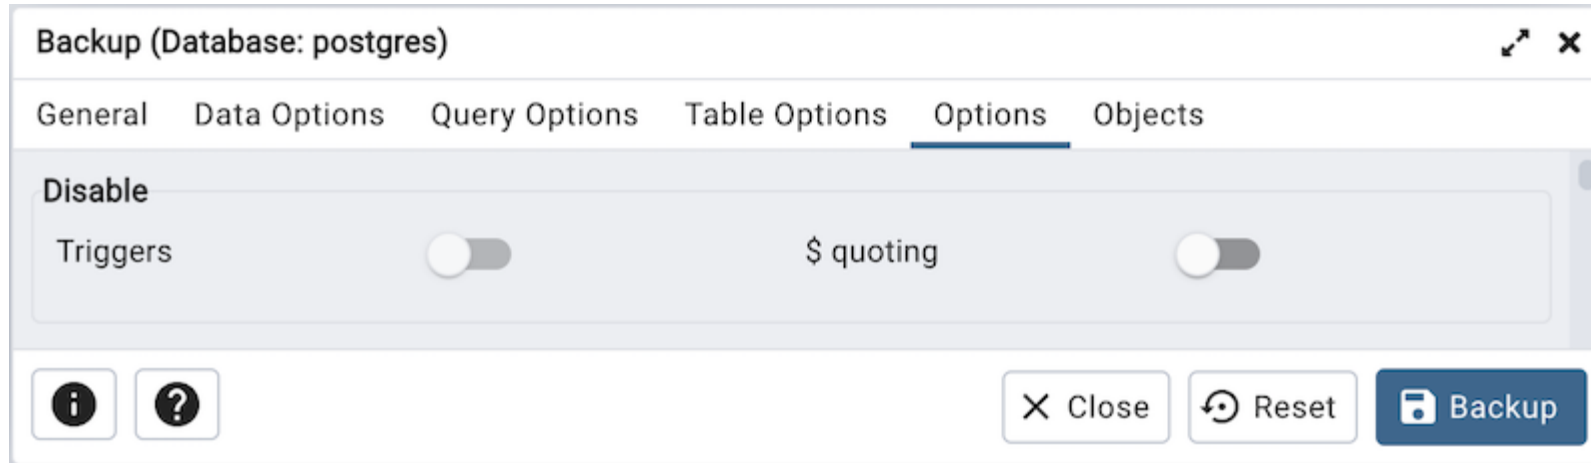 Backup (Database: postgres)
General Data Options Query Options Table Options Options Objects
Disable
Triggers $ quoting
Close Reset Backup